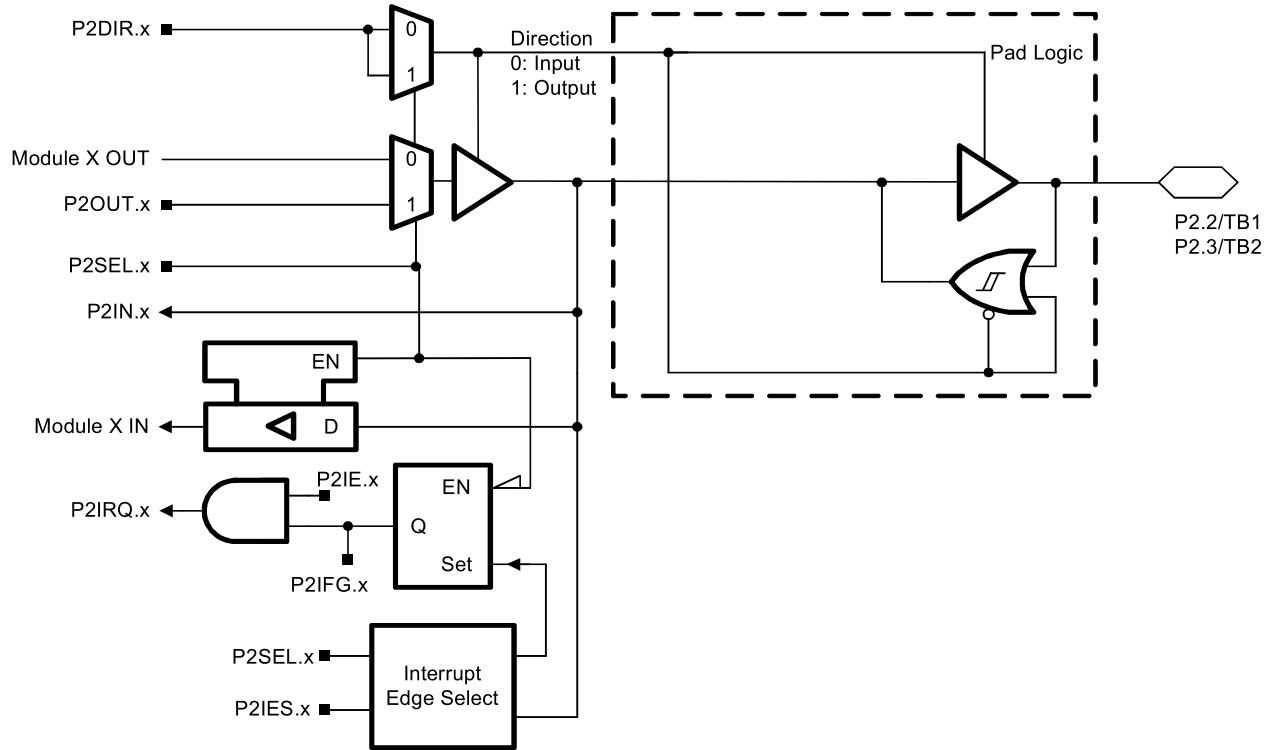 P2DIR.x
0
1
Direction
0: Input
1: Output
Pad Logic
Module X OUT
0
P2OUT.x
1
P2.2/TB1
P2.3/TB2
P2SEL.x
P2IN.x
EN
Module X IN
D
P2IE.x
EN
P2IRQ.x
Q
Set
P2IFG.x
P2SEL.x
Interrupt
Edge Select
P2IES.x